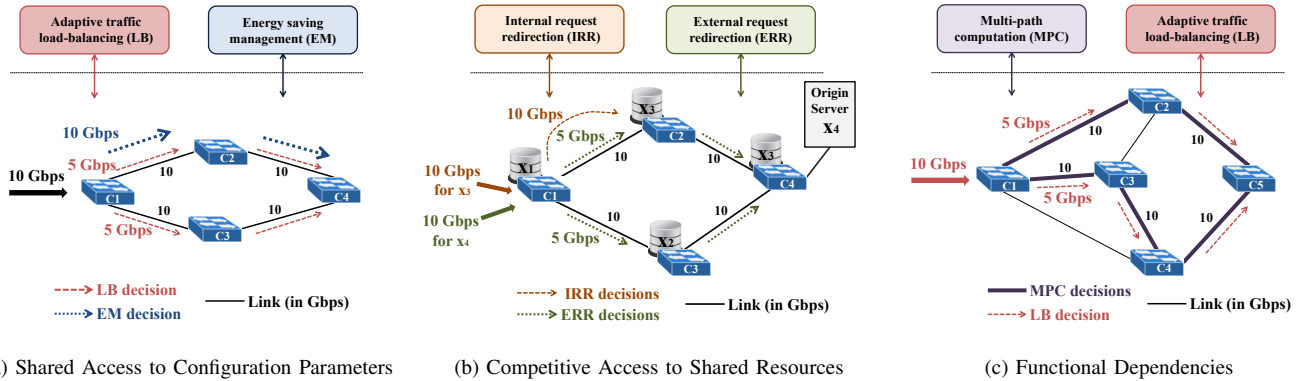 Adaptive traffic
load-balancing (LB)
Energy saving
management (EM)
10 Gbps
5 Gbps
C2
10
10
10 Gbps
C1
C4
10
10
5 Gbps
C3
LB decision
EM decision
Link (in Gbps)
) Shared Access to Configuration Parameters
Internal request
redirection (IRR)
External request
redirection (ERR)
10 Gbps
X3
5 Gbps
C2
5 Gbps
Origin
Server
X4
10
10
X1
X3
10 Gbps
for x3
C1
C4
10 Gbps
for x4
10
10
5 Gbps
X2
C3
IRR decisions
ERR decisions
Link (in Gbps)
(b) Competitive Access to Shared Resources
Multi-path
computation (MPC)
Adaptive traffic
load-balancing (LB)
C2
5 Gbps
10
10
10 Gbps
10
C1
C3
C5
5 Gbps
10
10
C4
MPC decisions
LB decision
Link (in Gbps)
(c) Functional Dependencies